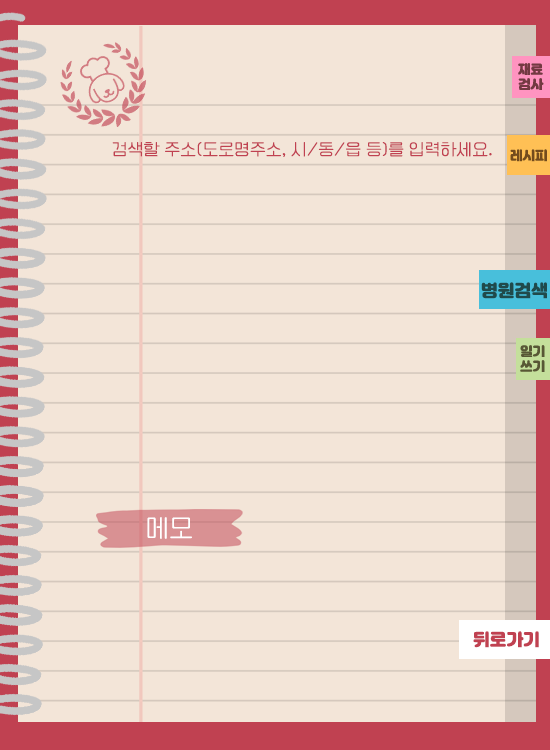 재료
검사
검색할 주소(도로명주소, 시/동/읍 등)를 입력하세요.
레시피
병원검색
일기
쓰기
메모
뒤로가기